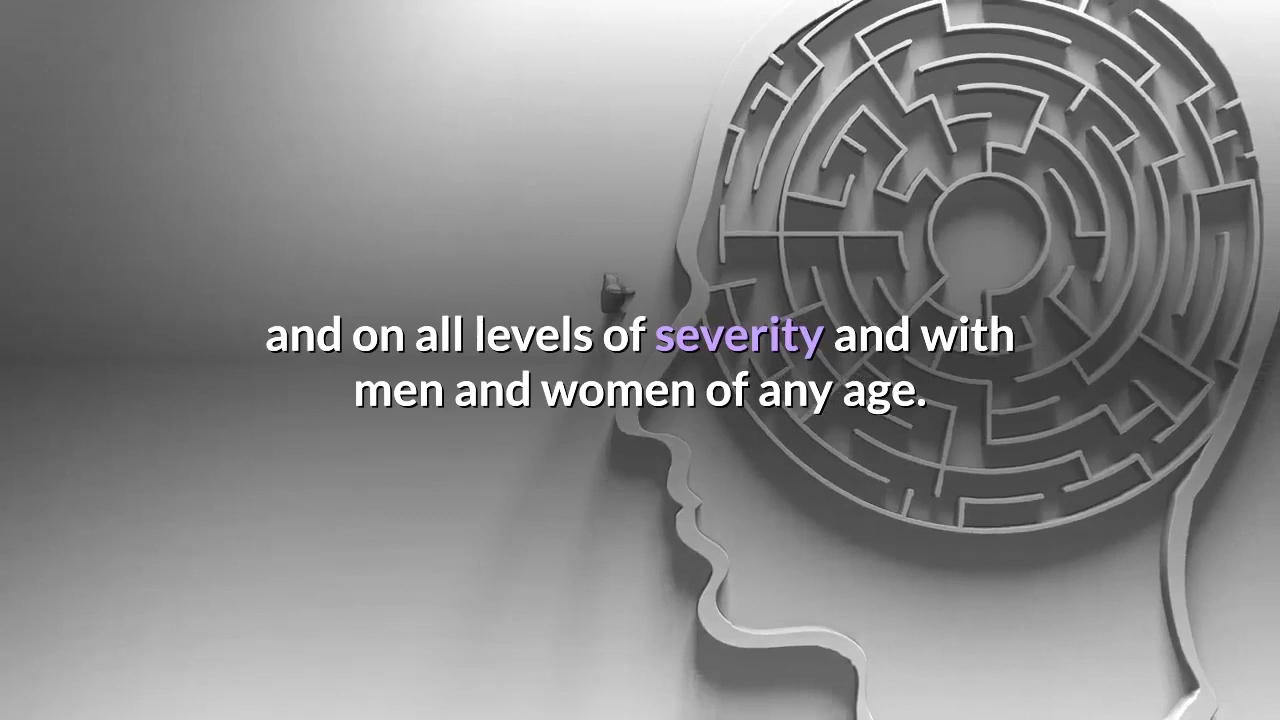 and on all levels of severity and with
men and women of any age.